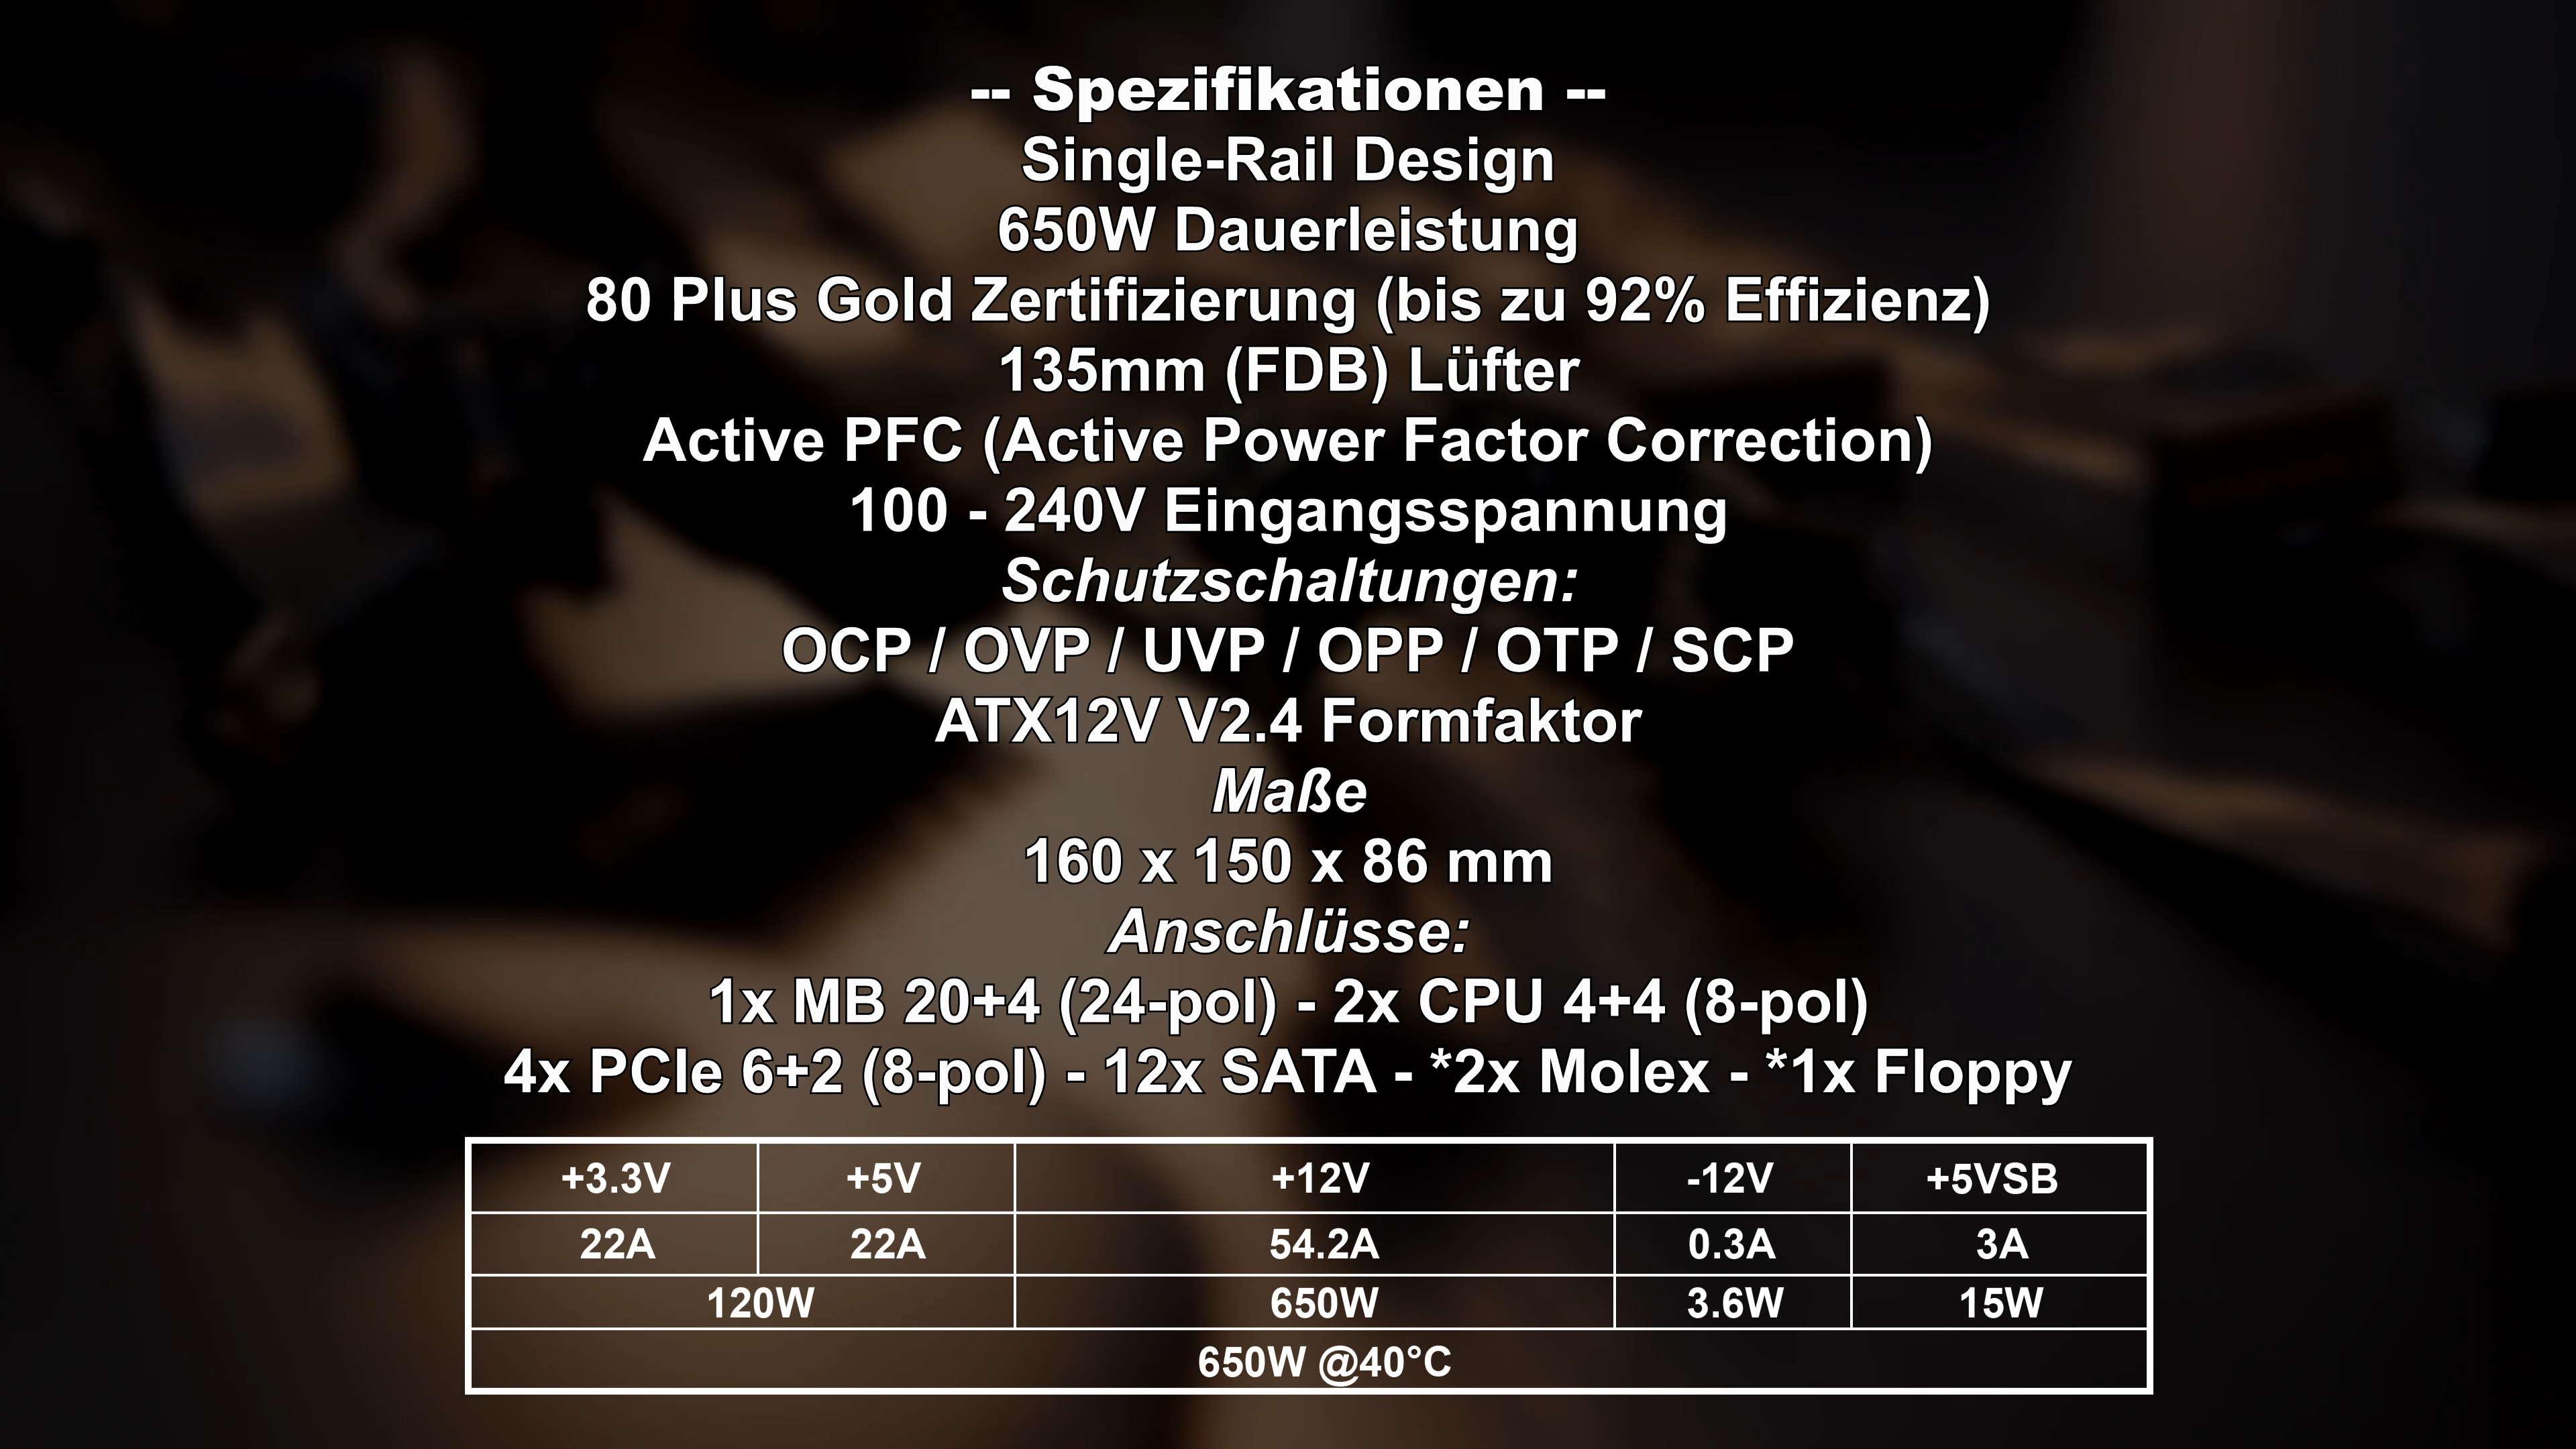 -- Spezifikationen --
Single-Rail Design
650W Dauerleistung
80 Plus Gold Zertifizierung (bis zu 92% Effizienz)
135mm (FDB) Lüfter
Active PFC (Active Power Factor Correction)
100 - 240V Eingangsspannung
Schutzschaltungen:
OCP / OVP / UVP / OPP / OTP / SCP
ATX12V V2.4 Formfaktor
Maße
160 x 150 x 86 mm
Anschlüsse:
1x MB 20+4 (24-pol) - 2x CPU 4+4 (8-pol)
4x PCIe 6+2 (8-pol) - 12x SATA - *2x Molex - *1x Floppy
+3.3V +5V +12V -12V +5VSB
22A 22A 54.2A 0.3A 3A
120W 650W 3.6W 15W
650W @40°C